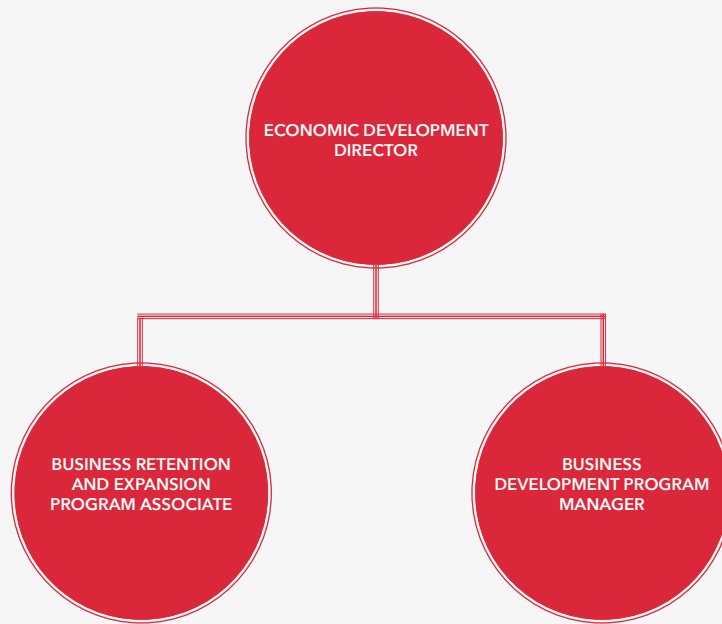 ECONOMIC DEVELOPMENT
DIRECTOR
BUSINESS RETENTION
AND EXPANSION
PROGRAM ASSOCIATE
BUSINESS
DEVELOPMENT PROGRAM
MANAGER